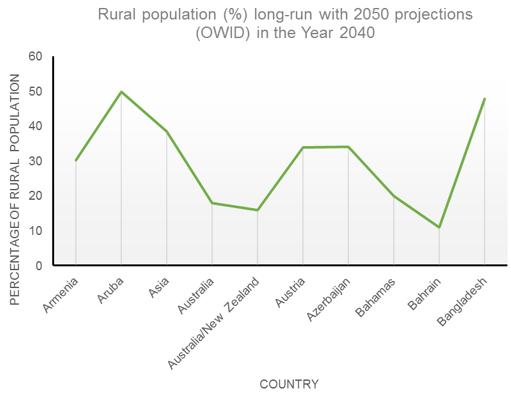 Rural population (%) long-run with 2050 projections
(OWID) in the Year 2040
PERCENTAGE OF RURAL POPULATION
60
50
40
30
20
10
0
Armenia
Aruba
Asia
Australia
Australia/New Zealand
Austria
Azerbaijan
Bahamas
Bahrain
Bangladesh
COUNTRY